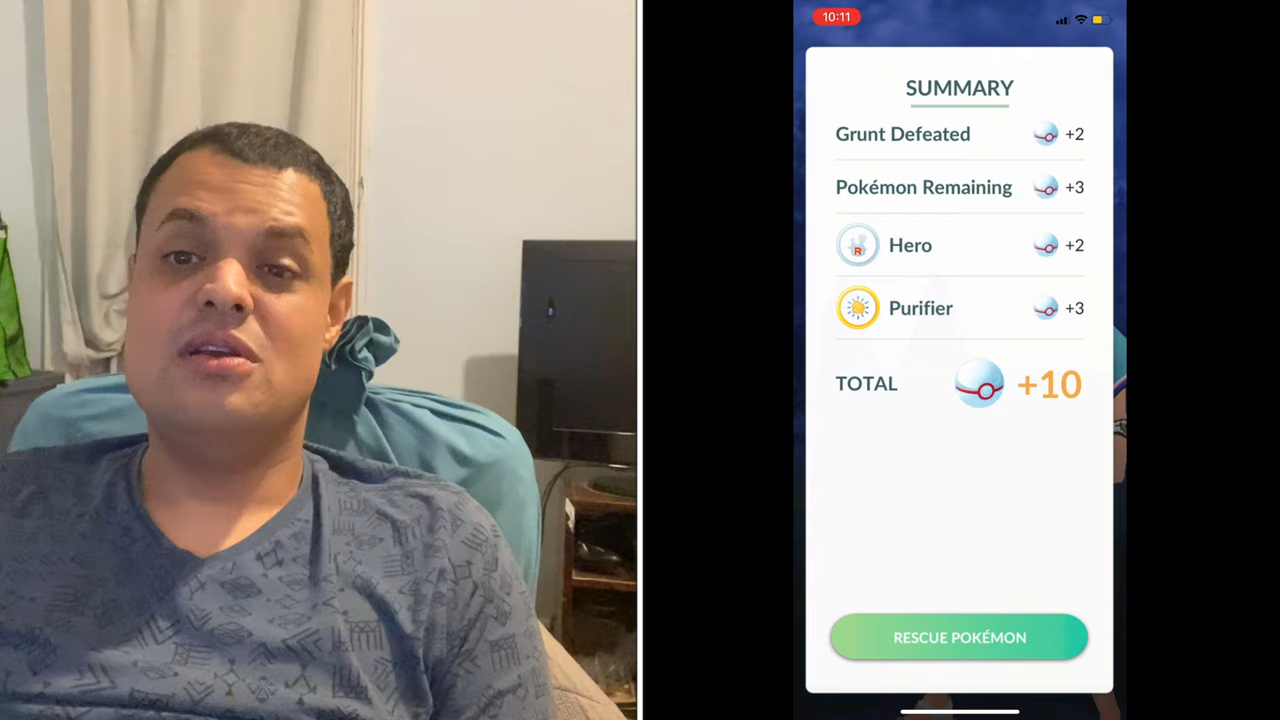 10:11
SUMMARY
Grunt Defeated +2
Pokémon Remaining +3
R Hero +2
Purifier +3
TOTAL +10
RESCUE POKÉMON